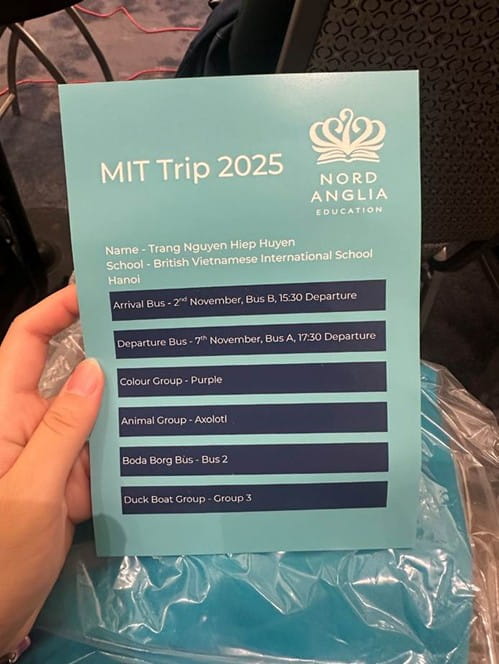 MIT Trip 2025
NORD
ANGLIA
EDUCATION
Name - Trang Nguyen Hiep Huyen
School - British Vietnamese International School
Hanoi
Arrival Bus - 2nd November, Bus B, 15:30 Departure
Departure Bus - 7th November, Bus A, 17:30 Departure
Colour Group - Purple
Animal Group - Axolotl
Boda Borg Bus - Bus 2
Duck Boat Group - Group 3